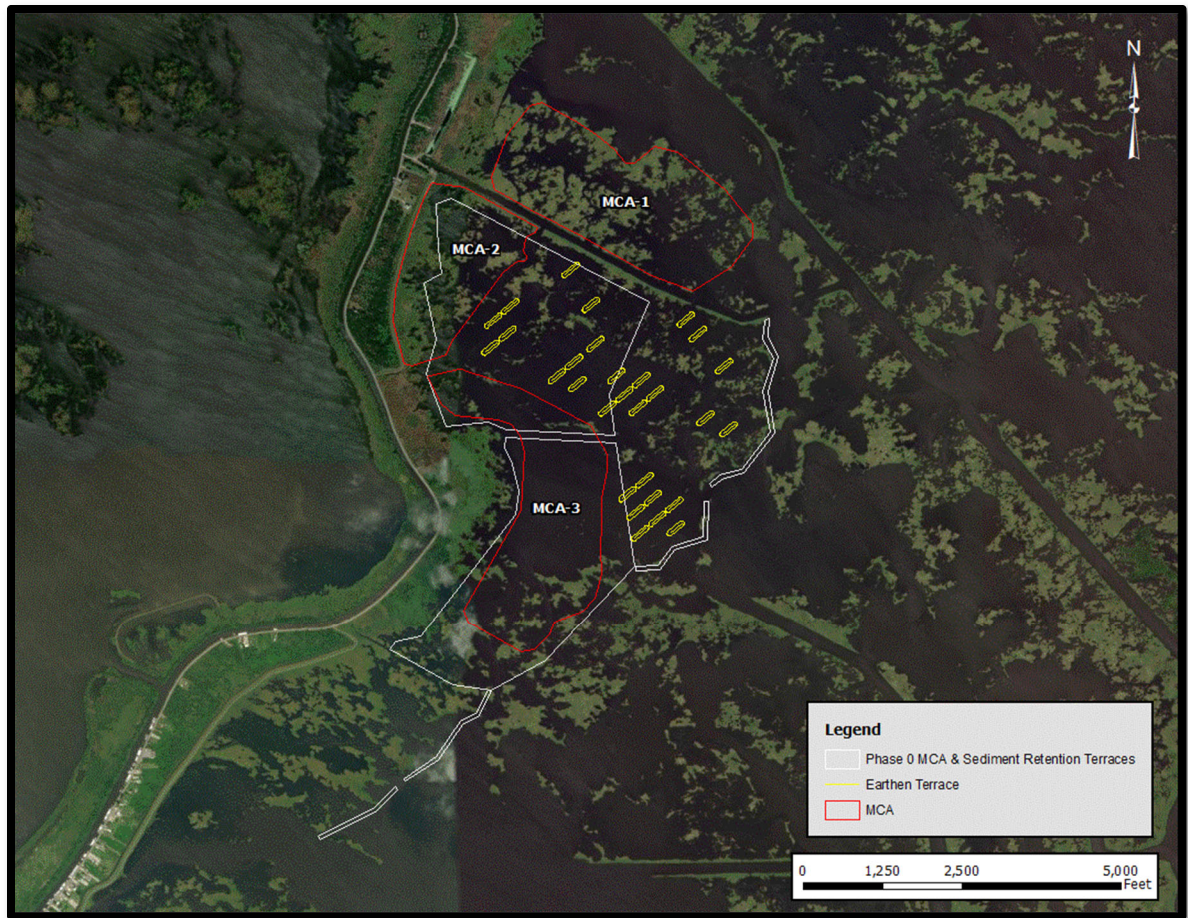 N
MCA-1
MCA-2
MCA-3
Legend
Phase 0 MCA & Sediment Retention Terraces
Earthen Terrace
MCA
0 1,250 2,500 5,000
Feet